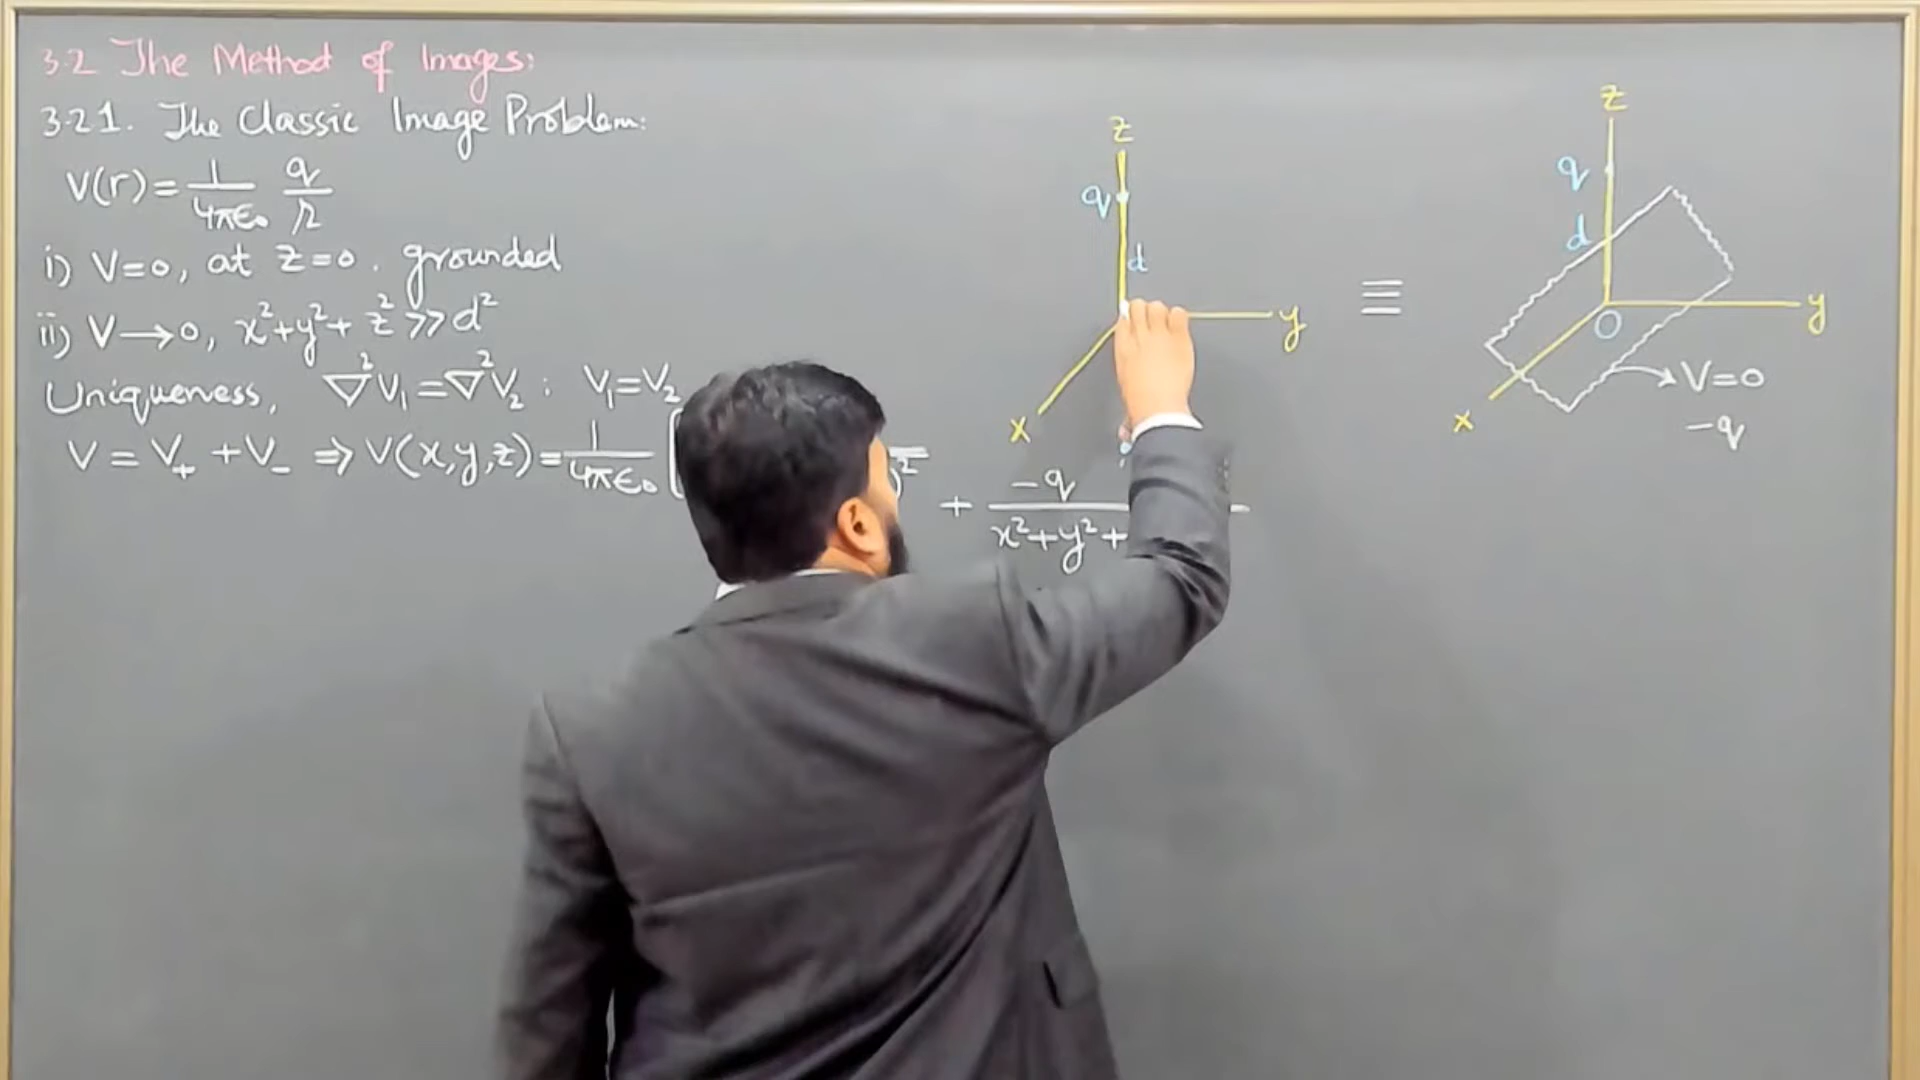 3.2 The Method of Images:
3.2.1. The Classic Image Problem:
V(r) = 1/4πε₀ q/r
i) V=0, at z=0. grounded
ii) V→0, x²+y²+z²>>d²
Uniqueness, ∇²V₁=∇²V₂ : V₁=V₂
V = V₊ + V₋ ⇒ V(x,y,z) = 1/4πε₀ [ )² + -q/x²+y²+
z
q
d
y
x
≡
z
q
d
O
y
x
V=0
-q